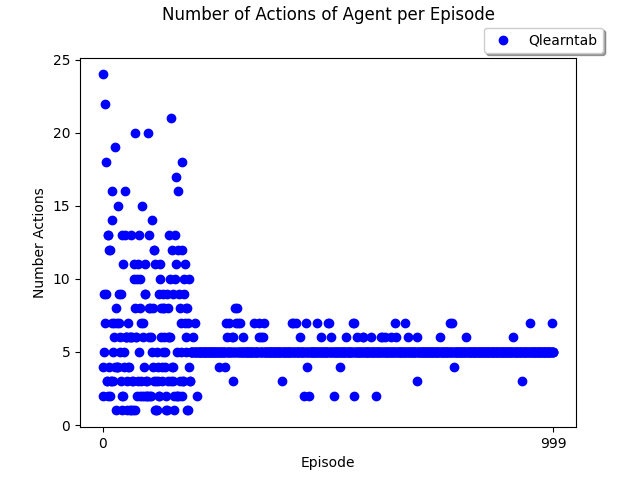 Number of Actions of Agent per Episode
Qlearntab
25
20
15
10
5
0
Number Actions
0 999
Episode